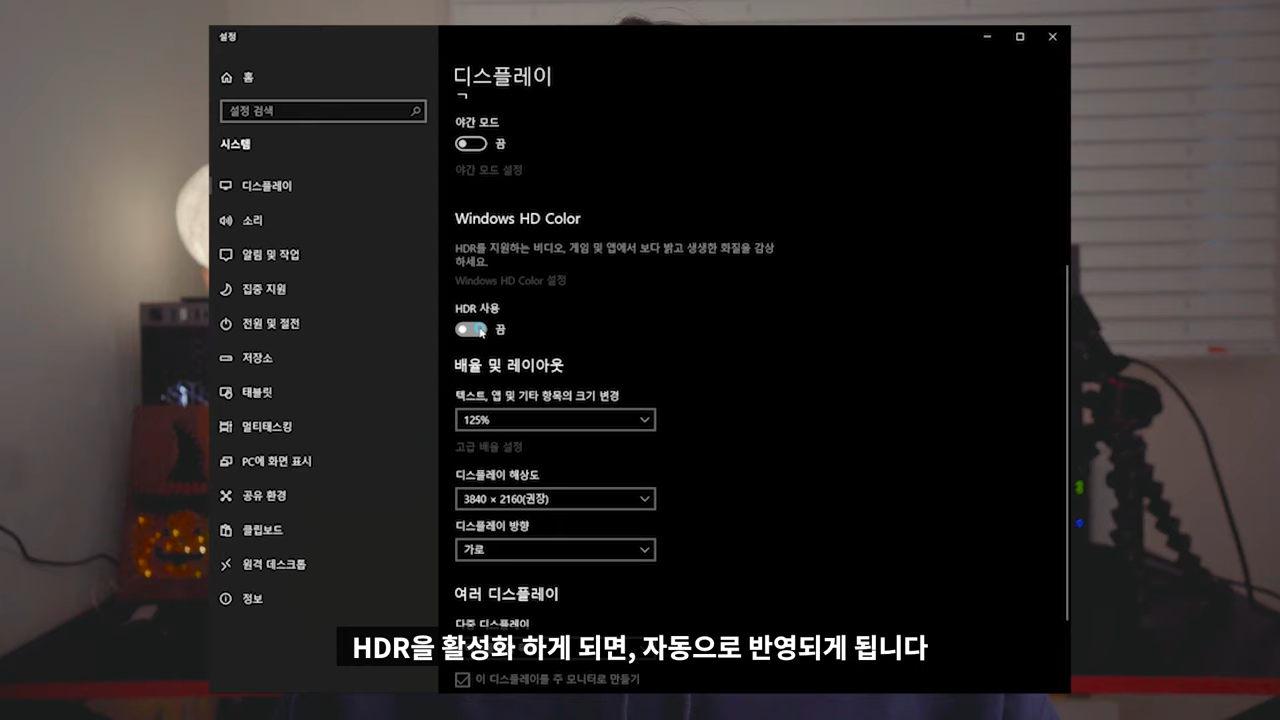 설정
홈
설정 검색
시스템
디스플레이
소리
알림 및 작업
집중 지원
전원 및 절전
저장소
태블릿
멀티태스킹
PC에 화면 표시
공유 환경
클립보드
원격 데스크톱
정보
디스플레이
야간 모드
끔
야간 모드 설정
Windows HD Color
HDR를 지원하는 비디오, 게임 및 앱에서 보다 밝고 생생한 화질을 감상
하세요.
Windows HD Color 설정
HDR 사용
끔
배율 및 레이아웃
텍스트, 앱 및 기타 항목의 크기 변경
125%
고급 배율 설정
디스플레이 해상도
3840 × 2160(권장)
디스플레이 방향
가로
여러 디스플레이
다중 디스플레이
HDR을 활성화 하게 되면, 자동으로 반영되게 됩니다
이 디스플레이를 주 모니터로 만들기